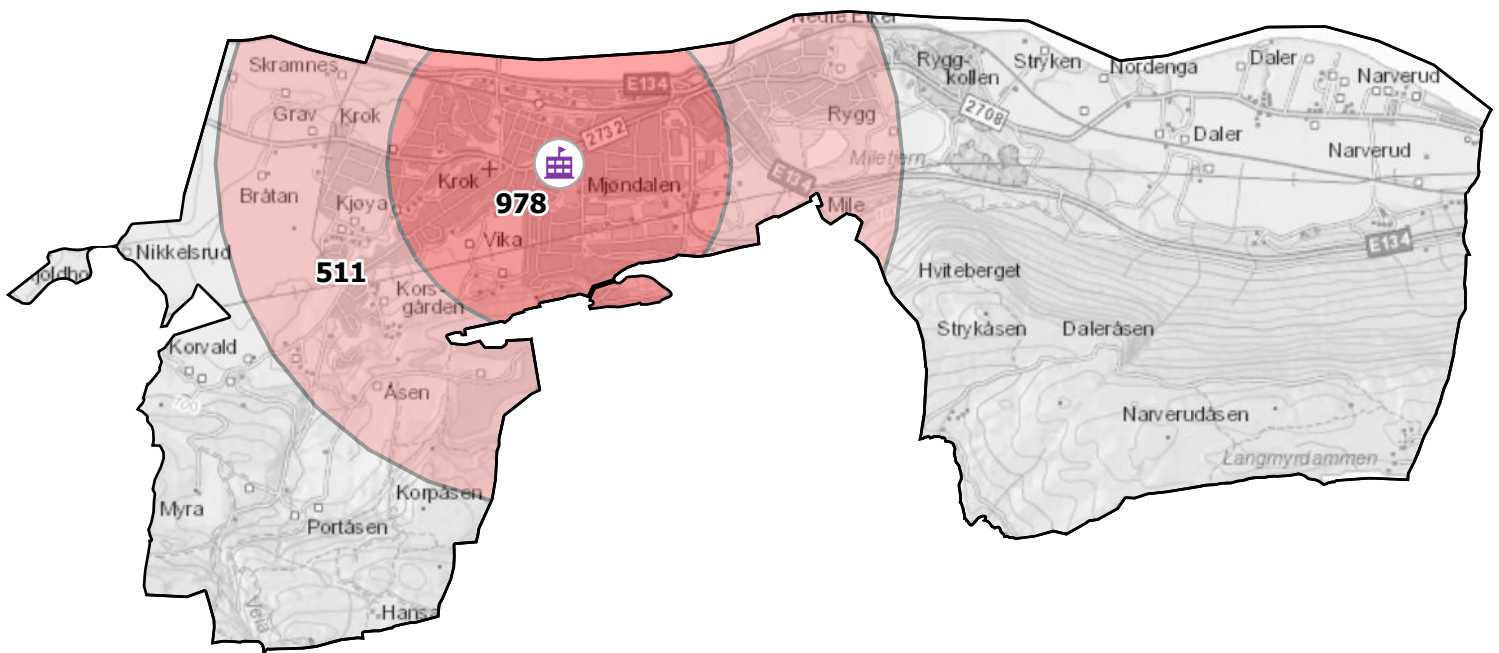 Nedre Eiker
Skramnes
Grav
Krok
E134
2732
Rygg-
kollen
Stryken
Nordenga
Daler
Narverud
2708
Rygg
Daler
Narverud
Miletjern
E134
Krok
Mjøndalen
978
Bråtan
Kjøya
Mile
Vika
Nikkelsrud
E134
511
Hviteberget
Kors-
gården
Strykåsen
Daleråsen
Korvald
Åsen
Narverudåsen
Langmyrdammen
Korpåsen
Myra
Portåsen
Hansa